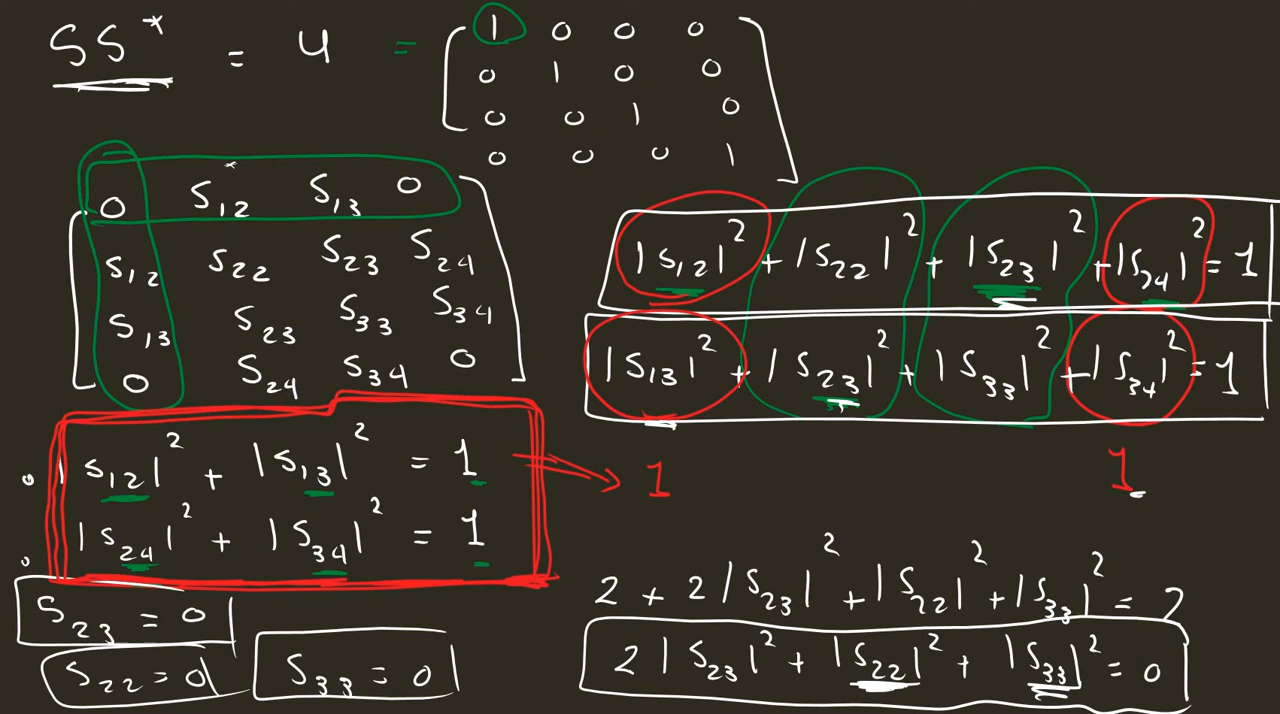 SS* = U = [ 1 0 0 0
0 1 0 0
0 0 1 0
0 0 0 1 ]
[ 0 S₁₂* S₁₃ 0
S₁₂ S₂₂ S₂₃ S₂₄
S₁₃ S₂₃ S₃₃ S₃₄
0 S₂₄ S₃₄ 0 ]
|S₁₂|² + |S₂₂|² + |S₂₃|² + |S₂₄|² = 1
|S₁₃|² + |S₂₃|² + |S₃₃|² + |S₃₄|² = 1
• |S₁₂|² + |S₁₃|² = 1 → 1
1
• |S₂₄|² + |S₃₄|² = 1
S₂₃ = 0
S₂₂ = 0
S₃₃ = 0
2 + 2|S₂₃|² + |S₂₂|² + |S₃₃|² = 2
2|S₂₃|² + |S₂₂|² + |S₃₃|² = 0